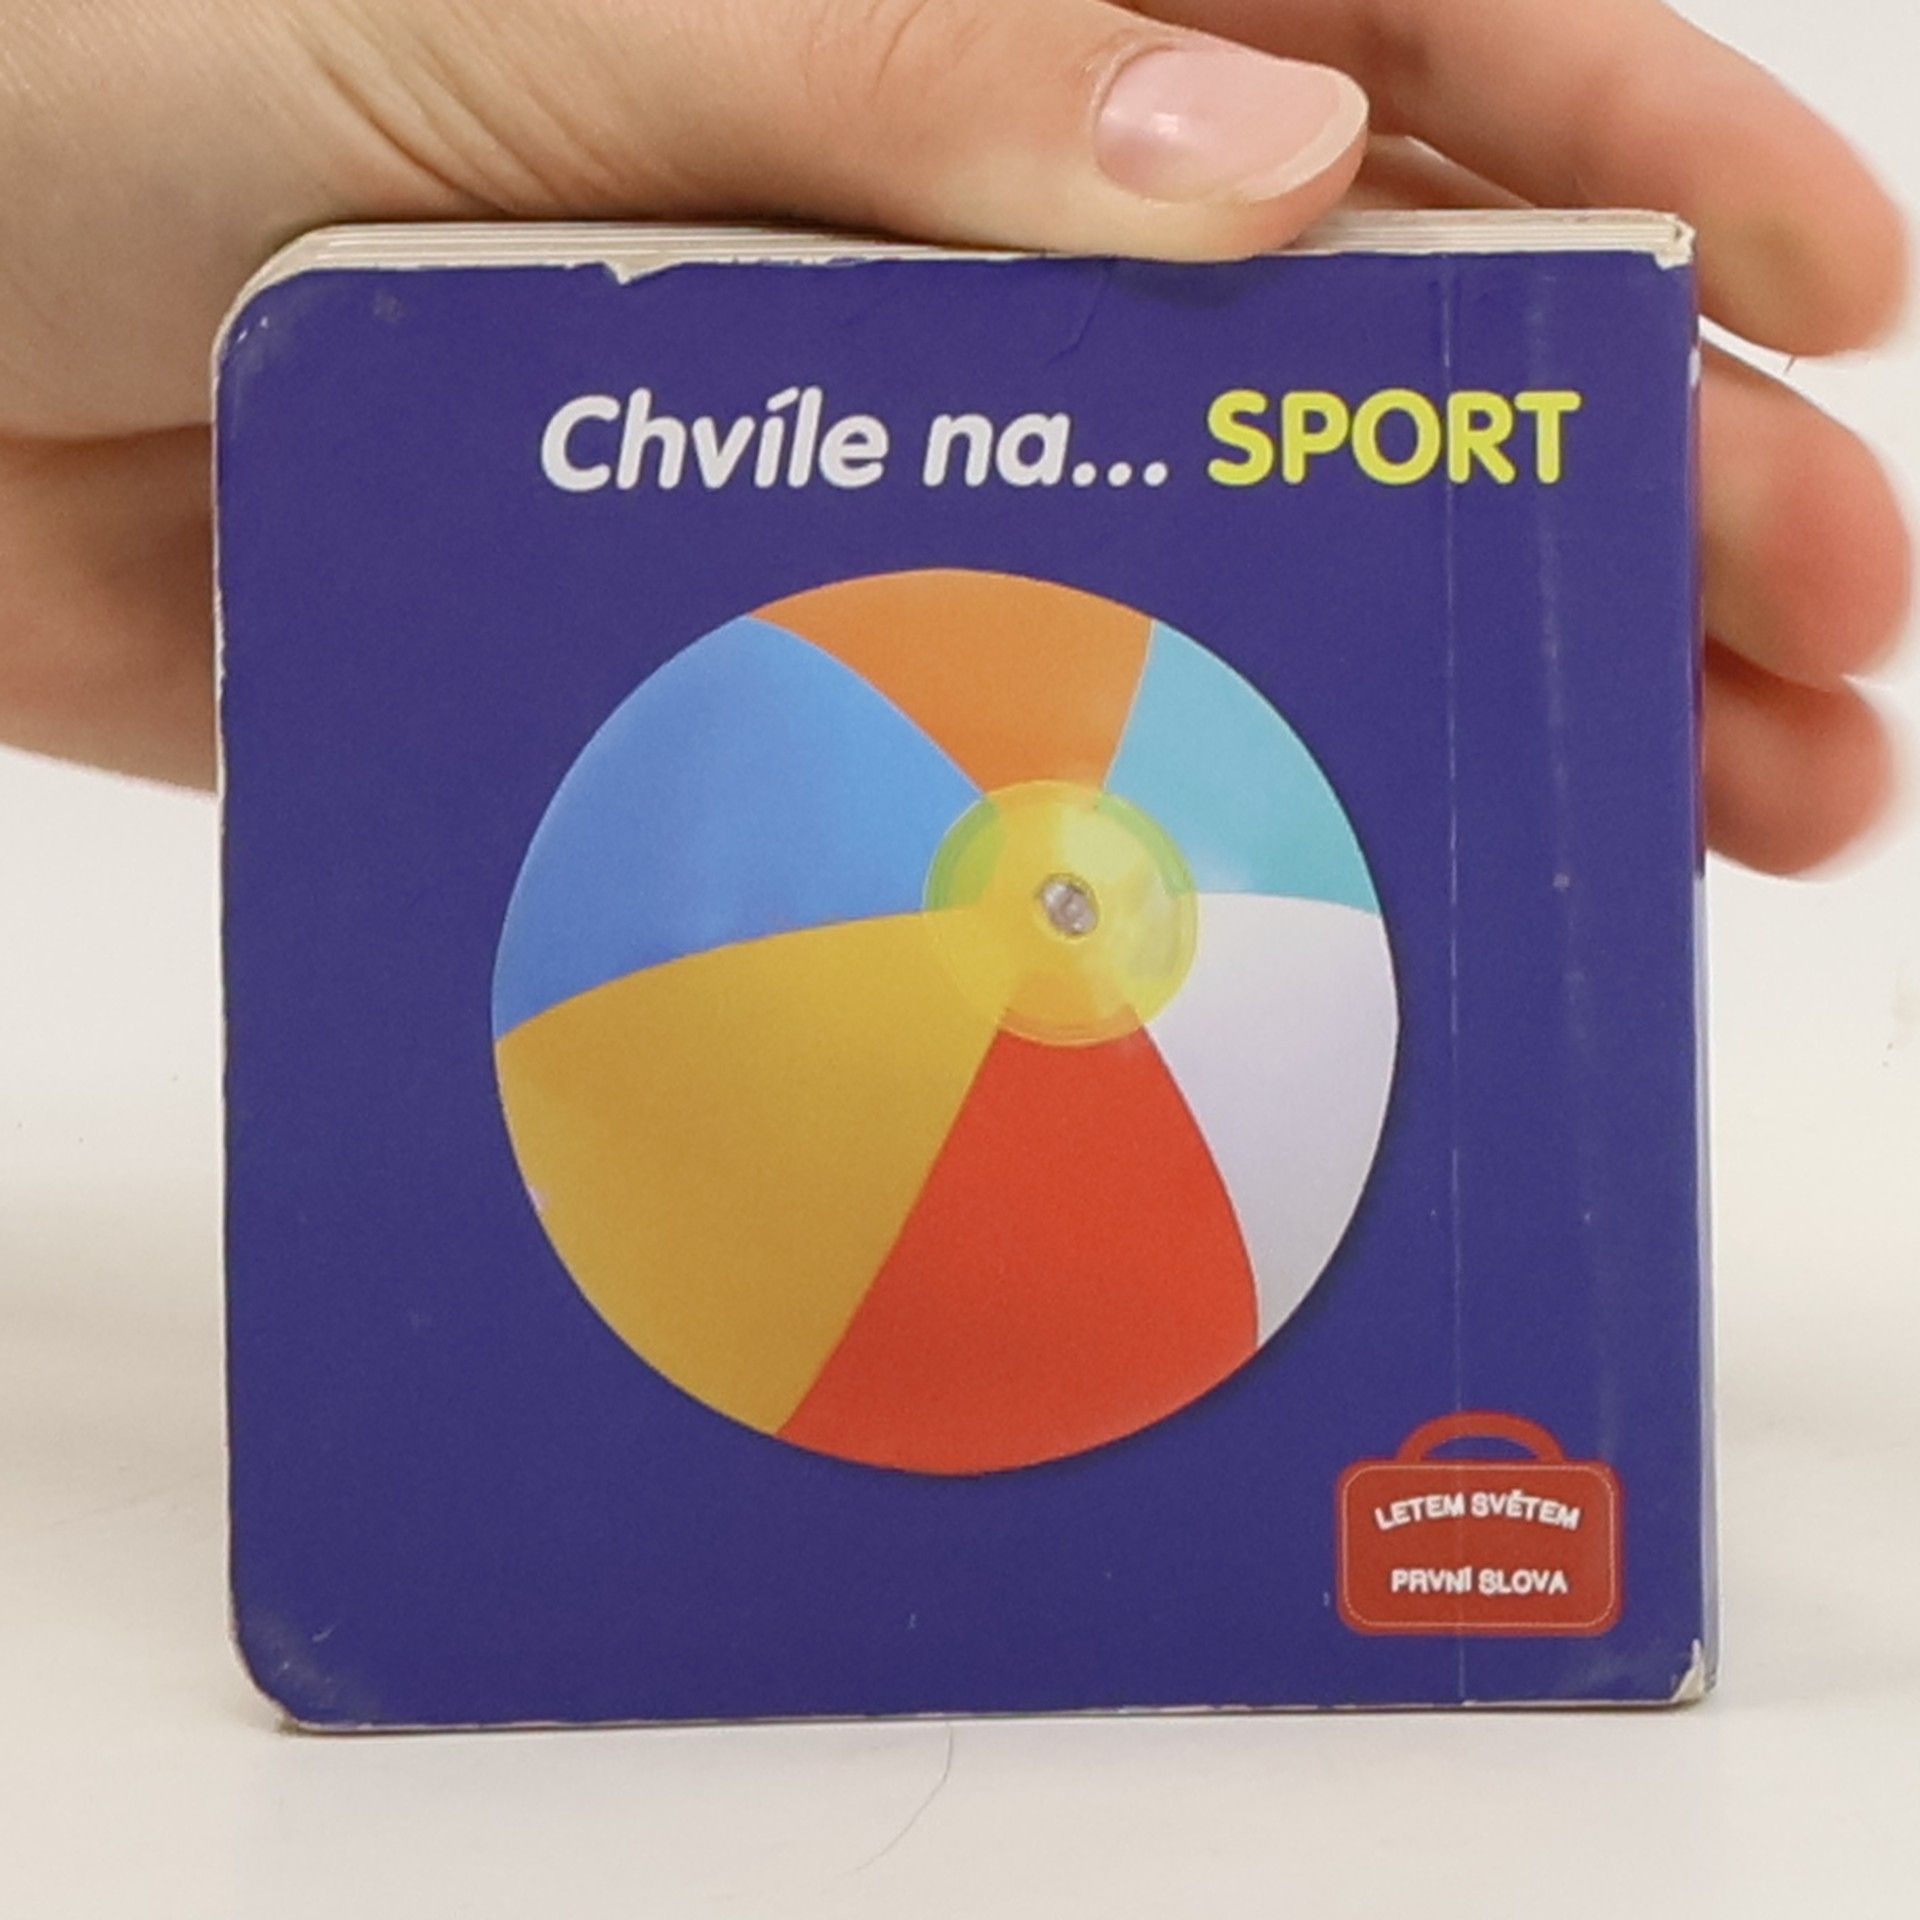 Chvíle na... SPORT
LETEM SVĚTEM
PRVNÍ SLOVA